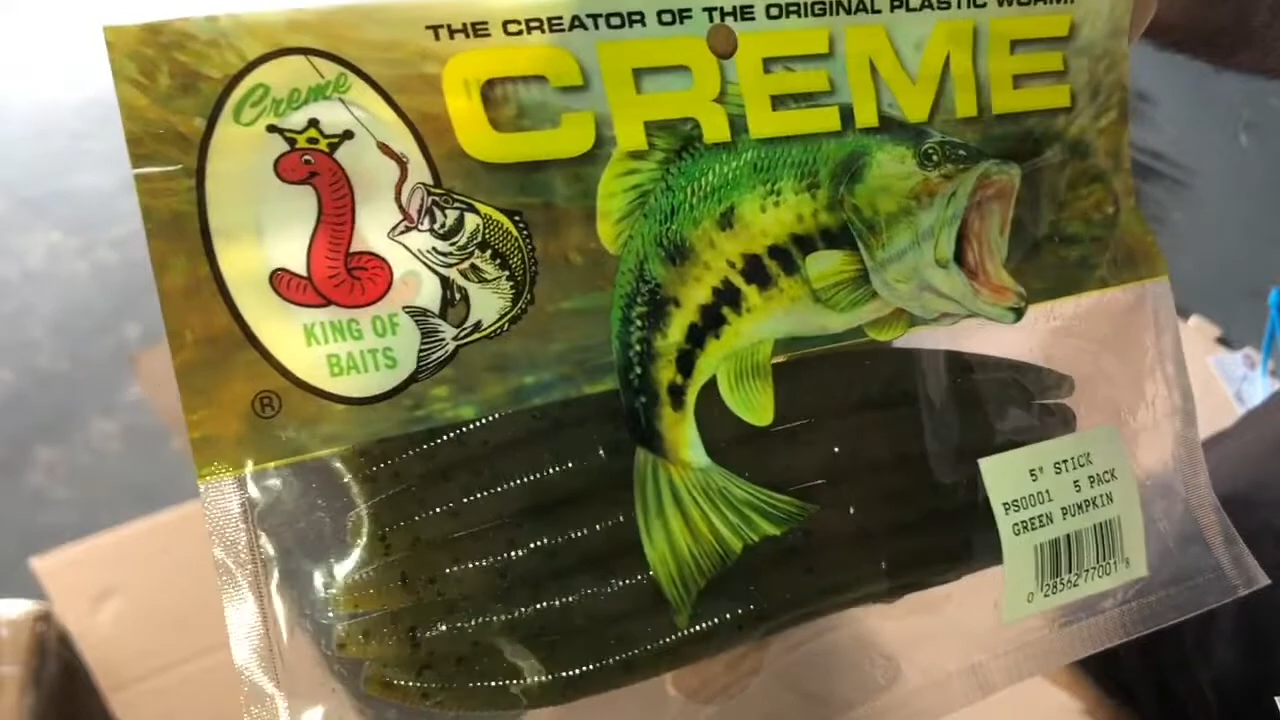 THE CREATOR OF THE ORIGINAL PLASTIC WORM!
CREME
Creme
KING OF
BAITS
®
5" STICK
PS0001 5 PACK
GREEN PUMPKIN
0 28562 77001 8